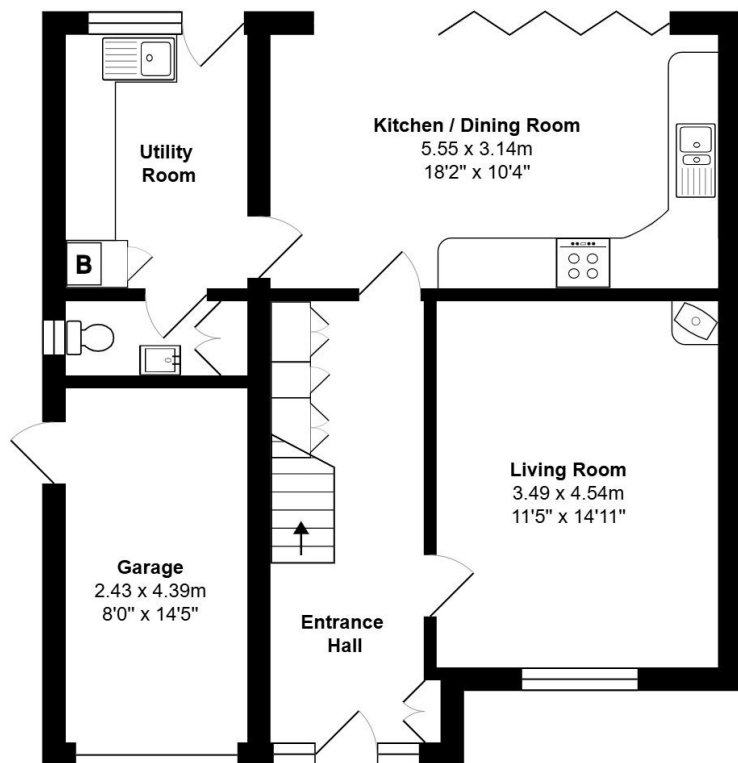 Kitchen / Dining Room
5.55 x 3.14m
18'2" x 10'4"
Utility
Room
B
Living Room
3.49 x 4.54m
11'5" x 14'11"
Garage
2.43 x 4.39m
8'0" x 14'5"
Entrance
Hall